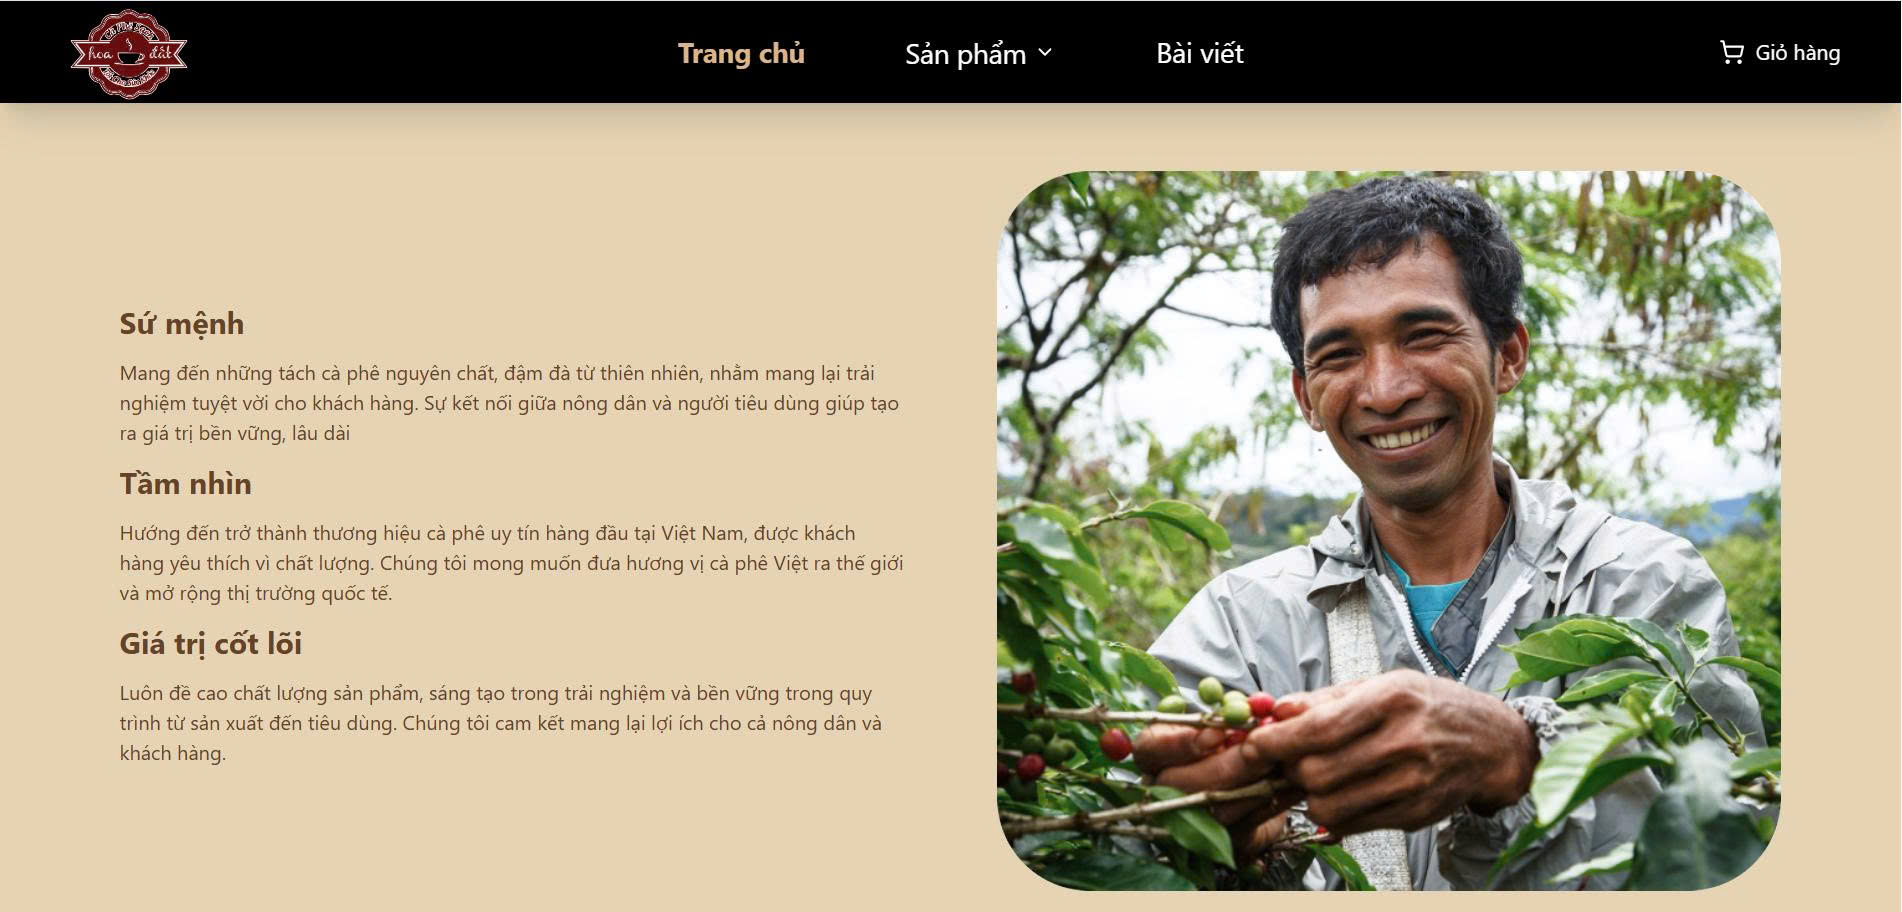 Cà Phê Sạch
hoa đất
Trang chủ
Sản phẩm
Bài viết
Giỏ hàng
Sứ mệnh
Mang đến những tách cà phê nguyên chất, đậm đà từ thiên nhiên, nhằm mang lại trải
nghiệm tuyệt vời cho khách hàng. Sự kết nối giữa nông dân và người tiêu dùng giúp tạo
ra giá trị bền vững, lâu dài
Tầm nhìn
Hướng đến trở thành thương hiệu cà phê uy tín hàng đầu tại Việt Nam, được khách
hàng yêu thích vì chất lượng. Chúng tôi mong muốn đưa hương vị cà phê Việt ra thế giới
và mở rộng thị trường quốc tế.
Giá trị cốt lõi
Luôn đề cao chất lượng sản phẩm, sáng tạo trong trải nghiệm và bền vững trong quy
trình từ sản xuất đến tiêu dùng. Chúng tôi cam kết mang lại lợi ích cho cả nông dân và
khách hàng.